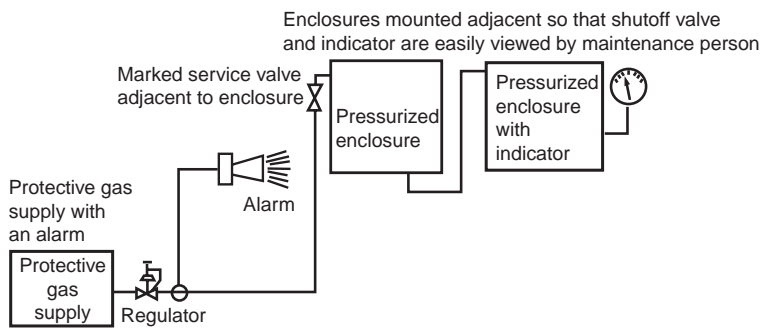 Enclosures mounted adjacent so that shutoff valve
and indicator are easily viewed by maintenance person
Marked service valve
adjacent to enclosure
Pressurized
enclosure
Pressurized
enclosure
with
indicator
Alarm
Protective gas
supply with
an alarm
Protective
gas
supply
Regulator